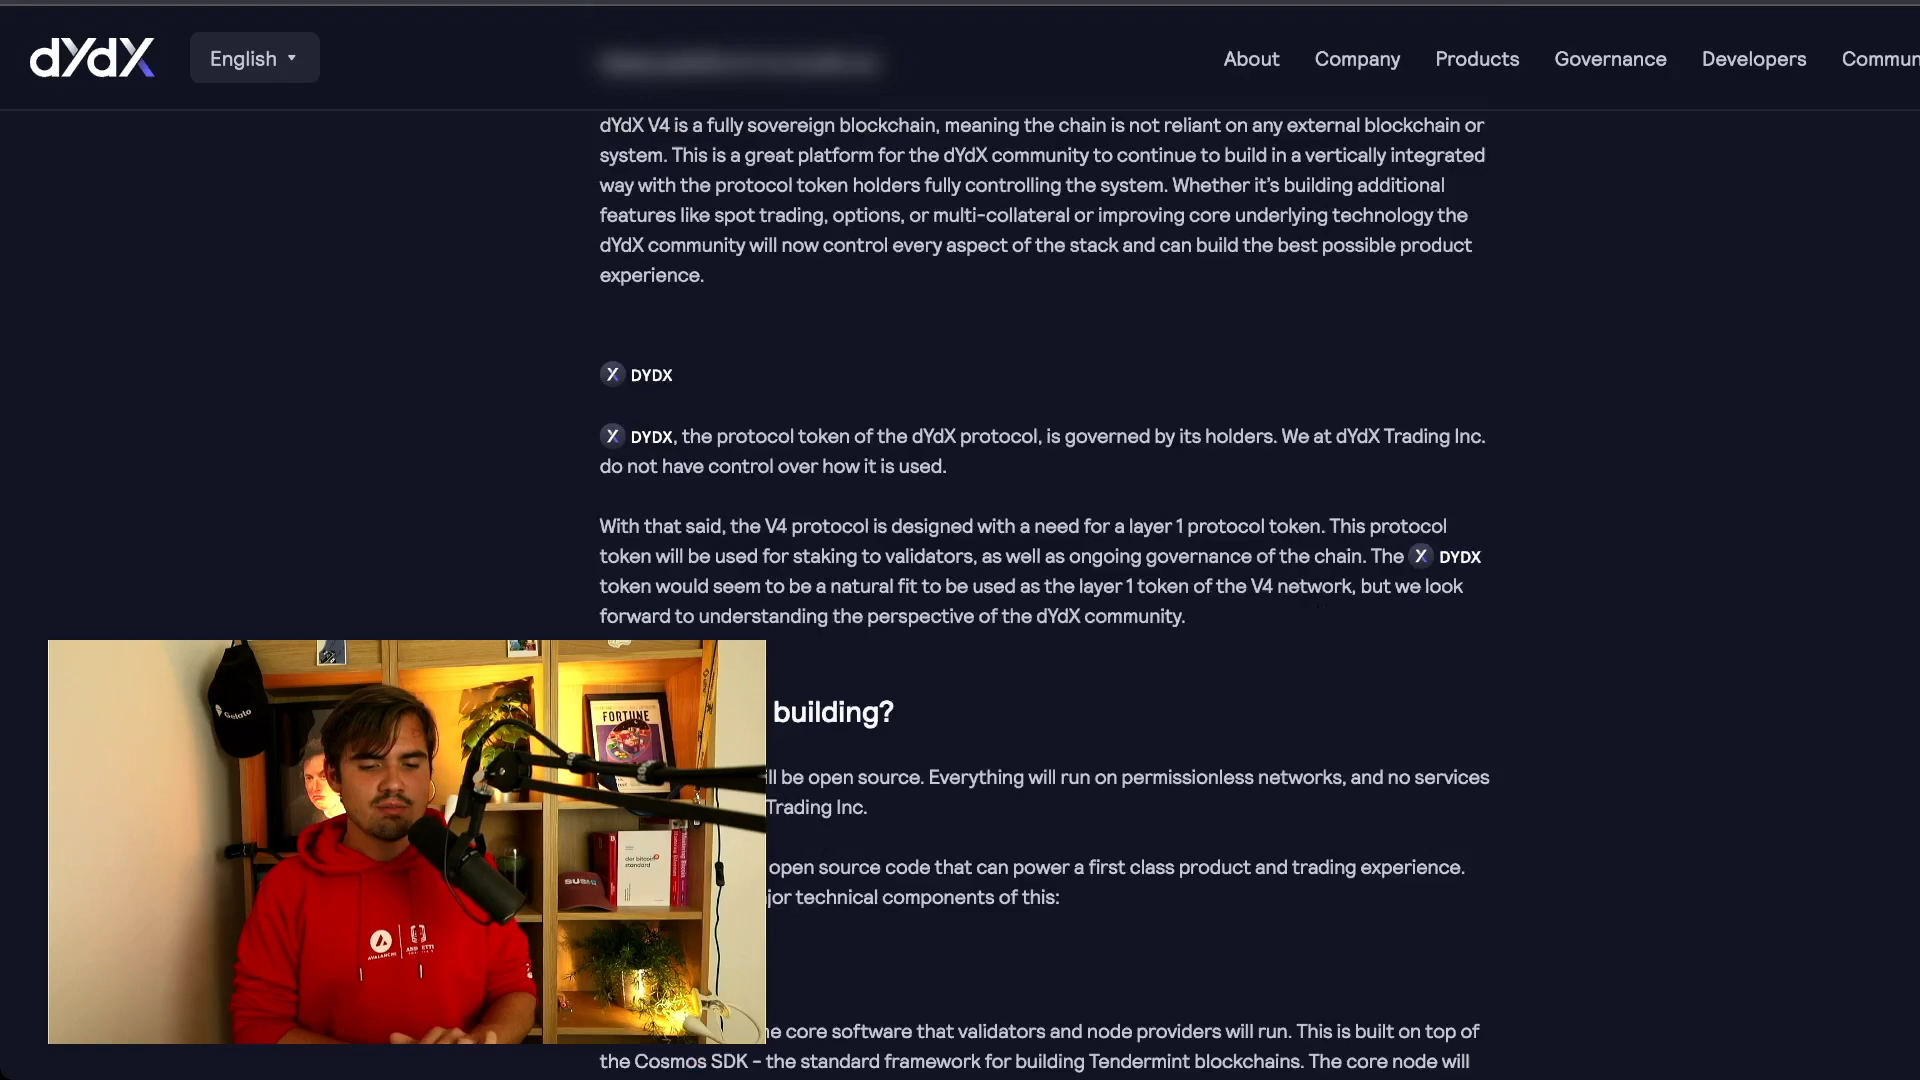 dYdX
English
About
Company
Products
Governance
Developers
Commun
dYdX V4 is a fully sovereign blockchain, meaning the chain is not reliant on any external blockchain or
system. This is a great platform for the dYdX community to continue to build in a vertically integrated
way with the protocol token holders fully controlling the system. Whether it's building additional
features like spot trading, options, or multi-collateral or improving core underlying technology the
dYdX community will now control every aspect of the stack and can build the best possible product
experience.
DYDX
DYDX, the protocol token of the dYdX protocol, is governed by its holders. We at dYdX Trading Inc.
do not have control over how it is used.
With that said, the V4 protocol is designed with a need for a layer 1 protocol token. This protocol
token will be used for staking to validators, as well as ongoing governance of the chain. The DYDX
token would seem to be a natural fit to be used as the layer 1 token of the V4 network, but we look
forward to understanding the perspective of the dYdX community.
building?
ll be open source. Everything will run on permissionless networks, and no services
Trading Inc.
open source code that can power a first class product and trading experience.
jor technical components of this:
he core software that validators and node providers will run. This is built on top of
the Cosmos SDK - the standard framework for building Tendermint blockchains. The core node will
Gelato
FORTUNE
der bitcoin
standard
SUSHI
AVALANCHE